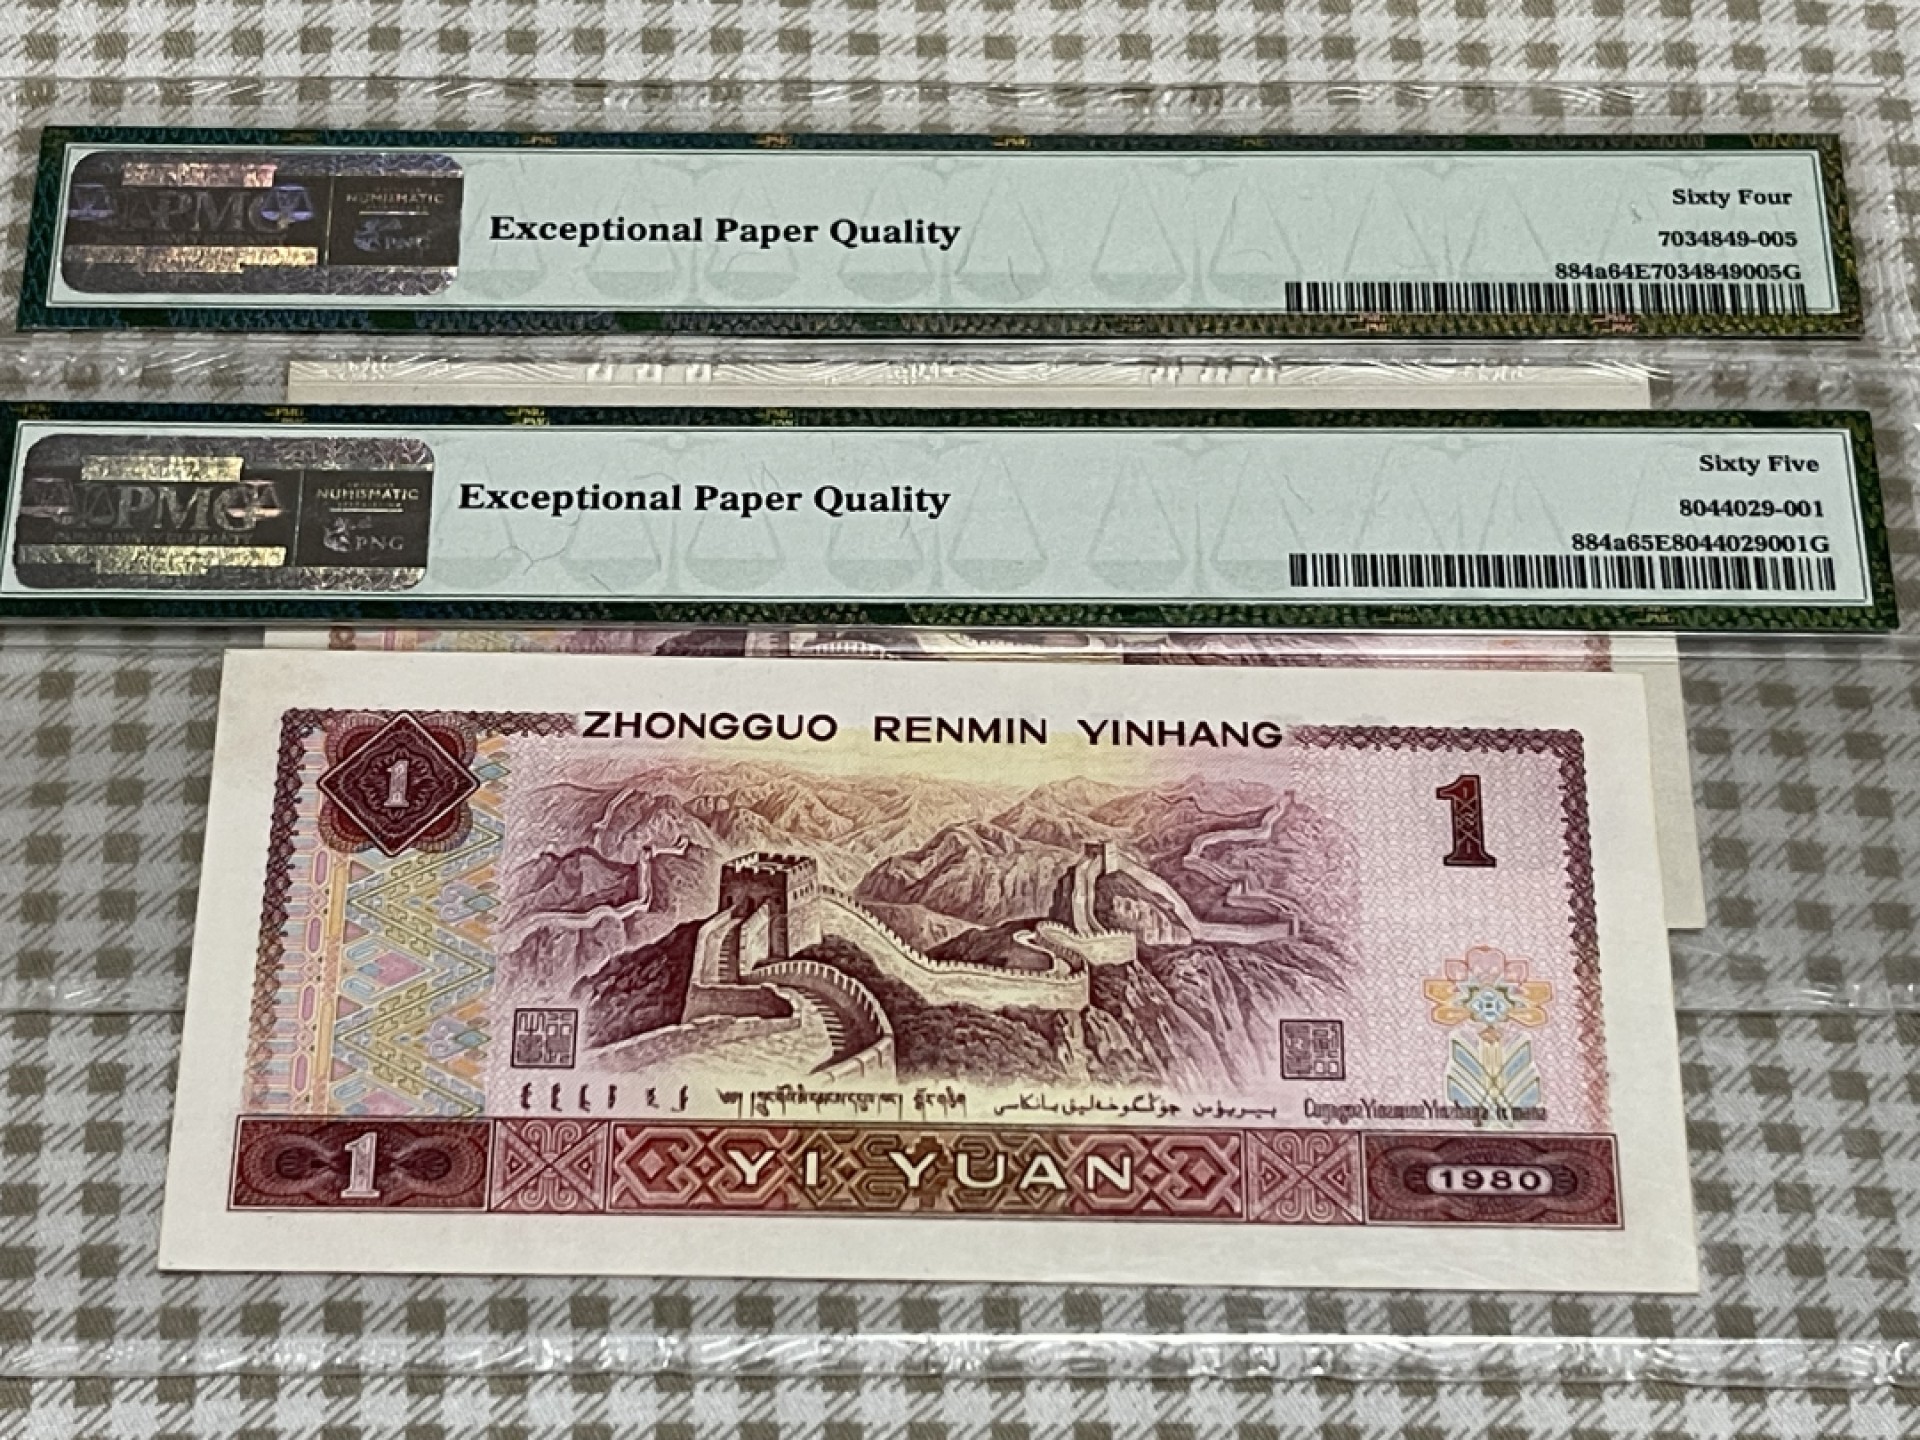 PMG
NUMISMATIC
PNG
Exceptional Paper Quality
Sixty Four
7034849-005
884a64E7034849005G
PMG
NUMISMATIC
PNG
Exceptional Paper Quality
Sixty Five
8044029-001
884a65E8044029001G
ZHONGGUO RENMIN YINHANG
1
1
1
YI YUAN
1980